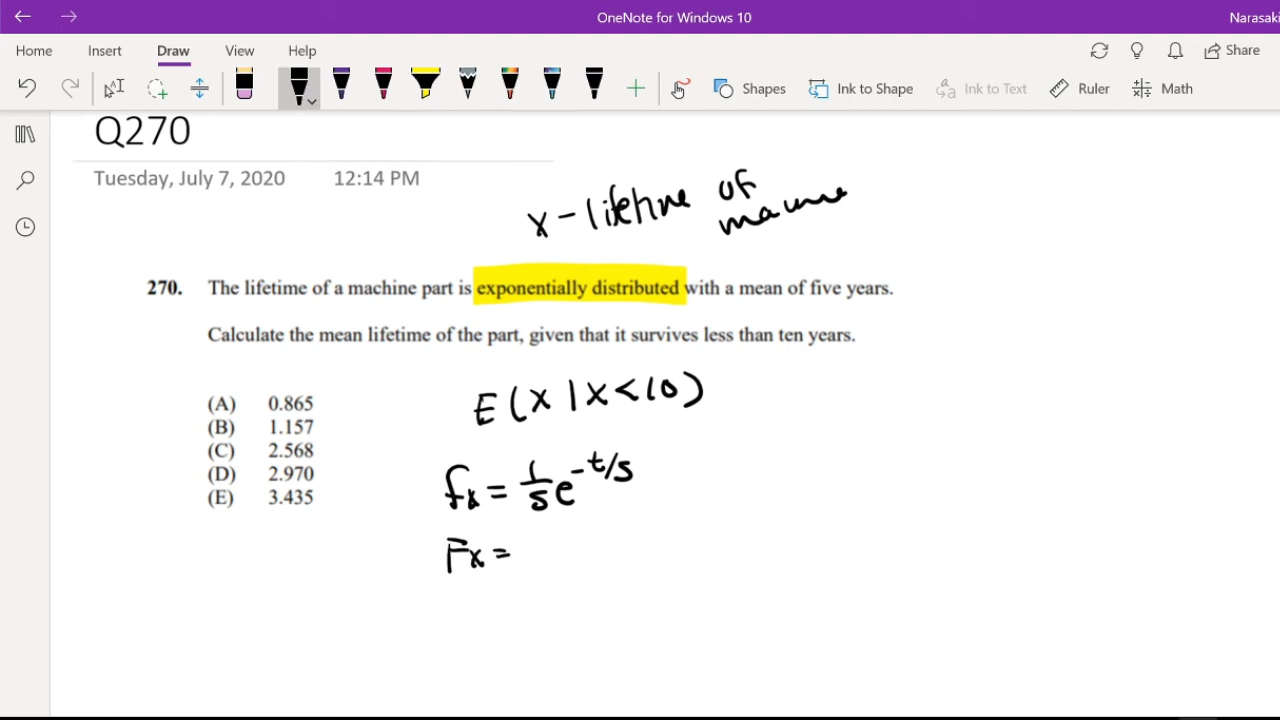 OneNote for Windows 10
Narasaki
Home Insert Draw View Help
Share
Shapes Ink to Shape Ink to Text Ruler Math
Q270
Tuesday, July 7, 2020 12:14 PM
x - lifetime of
270. The lifetime of a machine part is exponentially distributed with a mean of five years.
Calculate the mean lifetime of the part, given that it survives less than ten years.
(A) 0.865
(B) 1.157
(C) 2.568
(D) 2.970
(E) 3.435
E(x | x < 10)
fx = 1/5 e^-t/5
Fx =